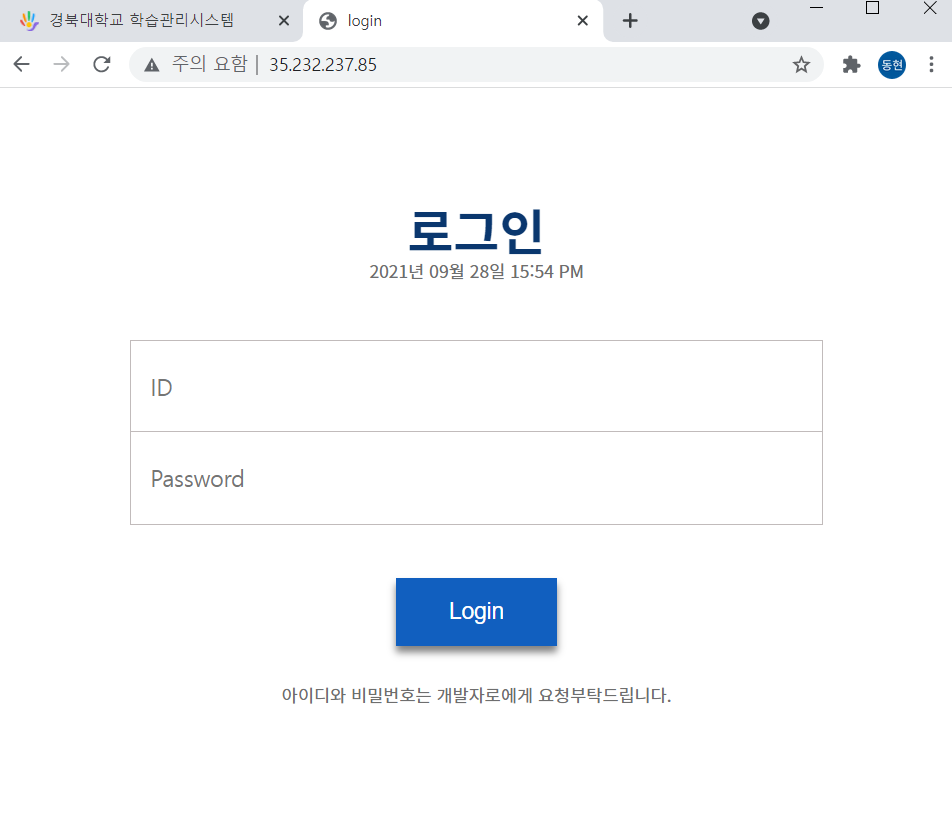 경북대학교 학습관리시스템
login
주의 요함 | 35.232.237.85
동현
로그인
2021년 09월 28일 15:54 PM
ID
Password
Login
아이디와 비밀번호는 개발자로에게 요청부탁드립니다.